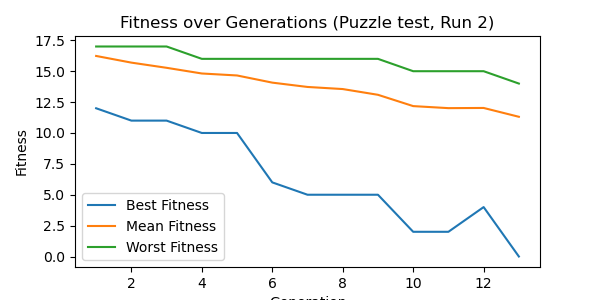 Fitness over Generations (Puzzle test, Run 2)
17.5
15.0
12.5
10.0
7.5
5.0
2.5
0.0
Fitness
Best Fitness
Mean Fitness
Worst Fitness
2 4 6 8 10 12
Generation